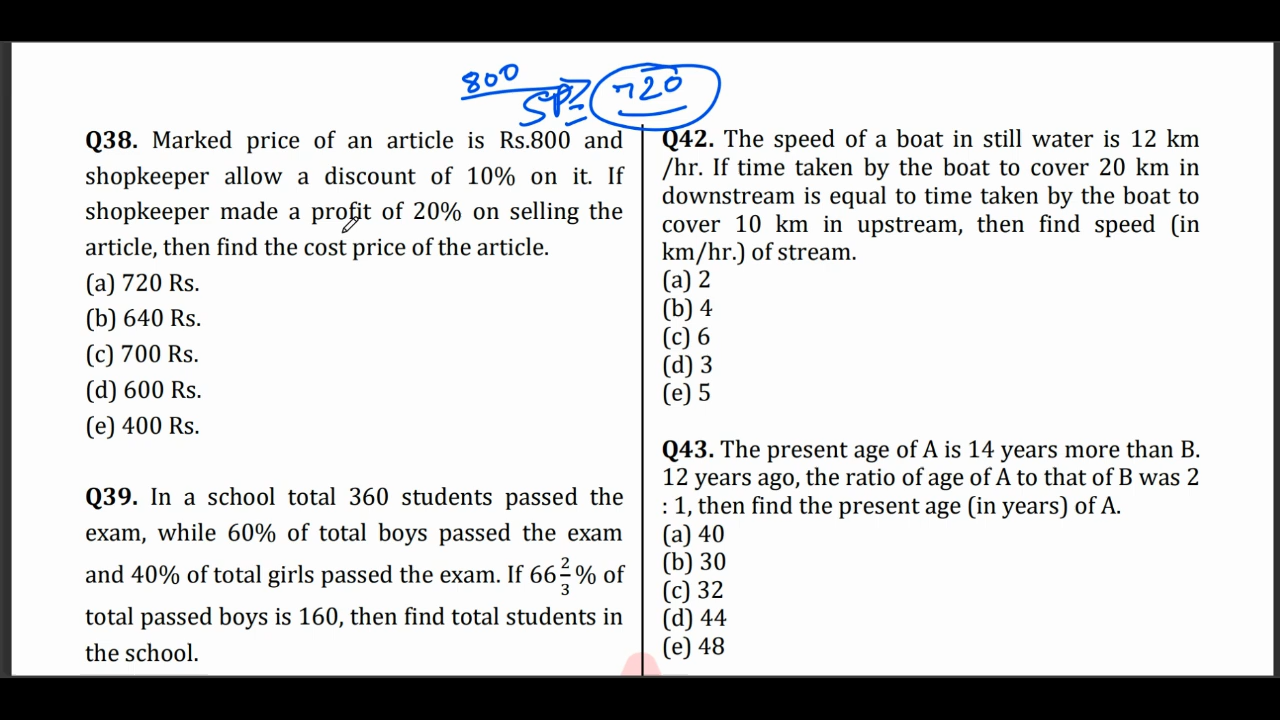 800
SP= 720
Q38. Marked price of an article is Rs.800 and
shopkeeper allow a discount of 10% on it. If
shopkeeper made a profit of 20% on selling the
article, then find the cost price of the article.
(a) 720 Rs.
(b) 640 Rs.
(c) 700 Rs.
(d) 600 Rs.
(e) 400 Rs.
Q39. In a school total 360 students passed the
exam, while 60% of total boys passed the exam
and 40% of total girls passed the exam. If 66 2/3 % of
total passed boys is 160, then find total students in
the school.
Q42. The speed of a boat in still water is 12 km
/hr. If time taken by the boat to cover 20 km in
downstream is equal to time taken by the boat to
cover 10 km in upstream, then find speed (in
km/hr.) of stream.
(a) 2
(b) 4
(c) 6
(d) 3
(e) 5
Q43. The present age of A is 14 years more than B.
12 years ago, the ratio of age of A to that of B was 2
: 1, then find the present age (in years) of A.
(a) 40
(b) 30
(c) 32
(d) 44
(e) 48